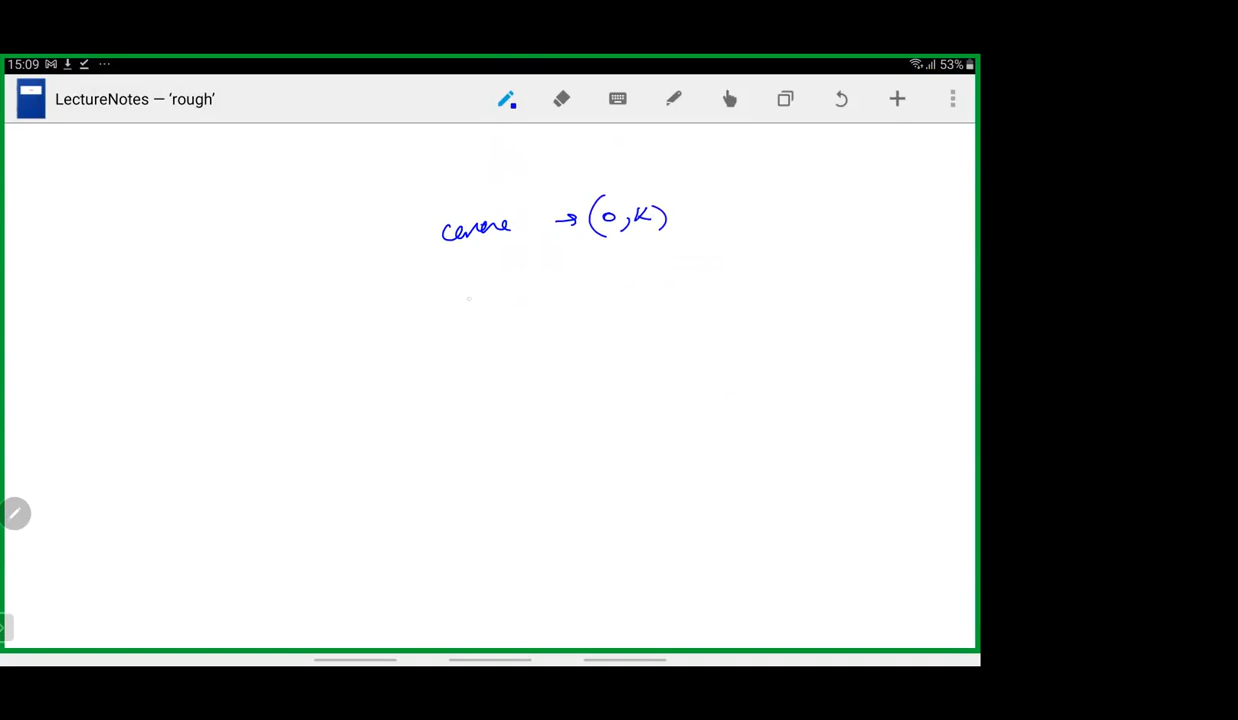 15:09 53%
LectureNotes — ‘rough’
centre → (0, K)